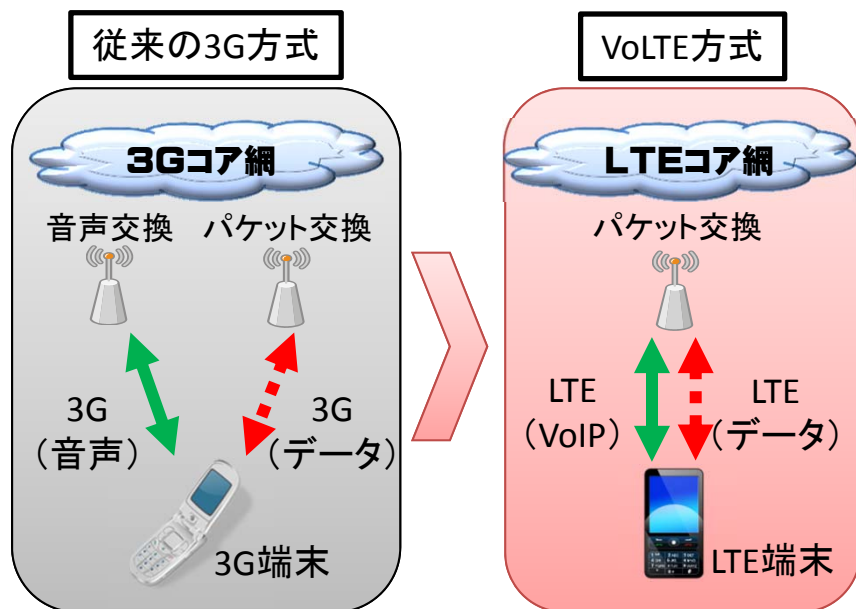 従来の3G方式
3Gコア網
音声交換 パケット交換
3G
(音声)
3G
(データ)
3G端末
VoLTE方式
LTEコア網
パケット交換
LTE
(VoIP)
LTE
(データ)
LTE端末